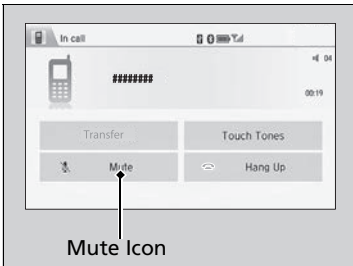 In call
04
########
00:19
Transfer
Touch Tones
Mute
Hang Up
Mute Icon